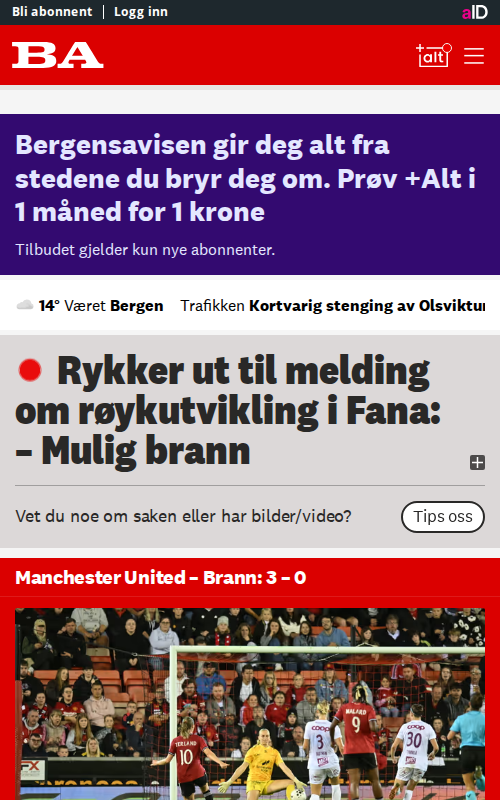 Bli abonnent | Logg inn
aID
BA
+alt
Bergensavisen gir deg alt fra
stedene du bryr deg om. Prøv +Alt i
1 måned for 1 krone
Tilbudet gjelder kun nye abonnenter.
14° Været Bergen Trafikken Kortvarig stenging av Olsviktun
Rykker ut til melding
om røykutvikling i Fana:
– Mulig brann
Vet du noe om saken eller har bilder/video?
Tips oss
Manchester United – Brann: 3 – 0
MALARD
9
TERLAND
10
coop
3
coop
30